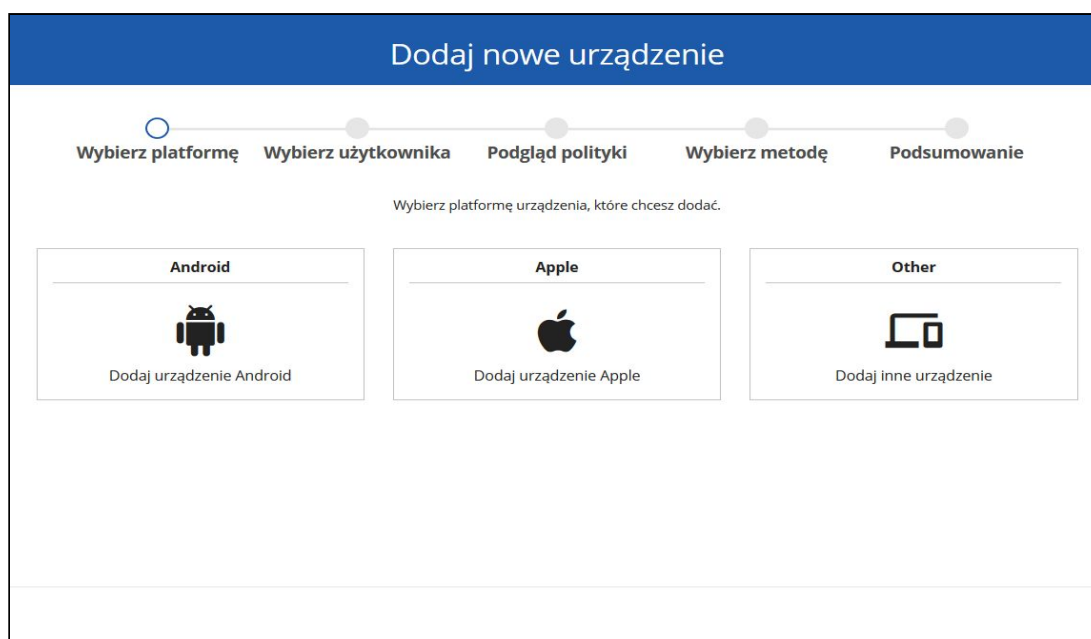 Dodaj nowe urządzenie
Wybierz platformę Wybierz użytkownika Podgląd polityki Wybierz metodę Podsumowanie
Wybierz platformę urządzenia, które chcesz dodać.
Android Apple Other
Dodaj urządzenie Android Dodaj urządzenie Apple Dodaj inne urządzenie